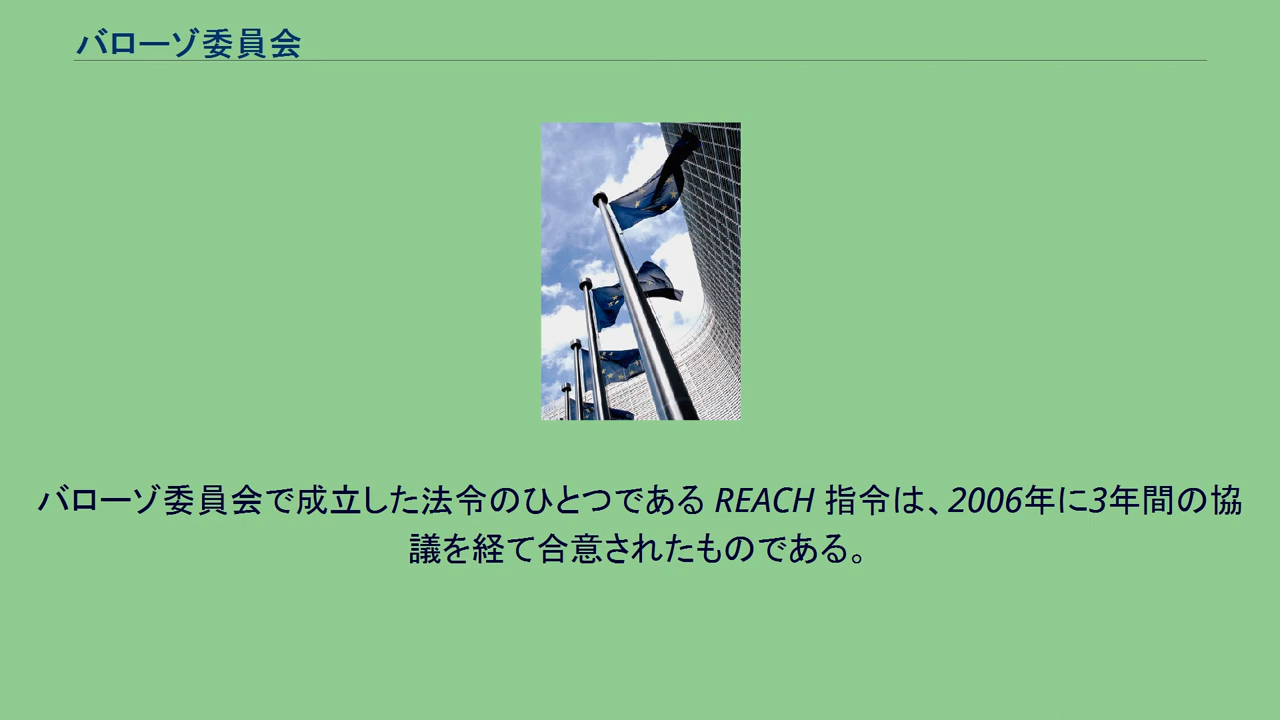 バローゾ委員会
バローゾ委員会で成立した法令のひとつである REACH 指令は、2006年に3年間の協
議を経て合意されたものである。